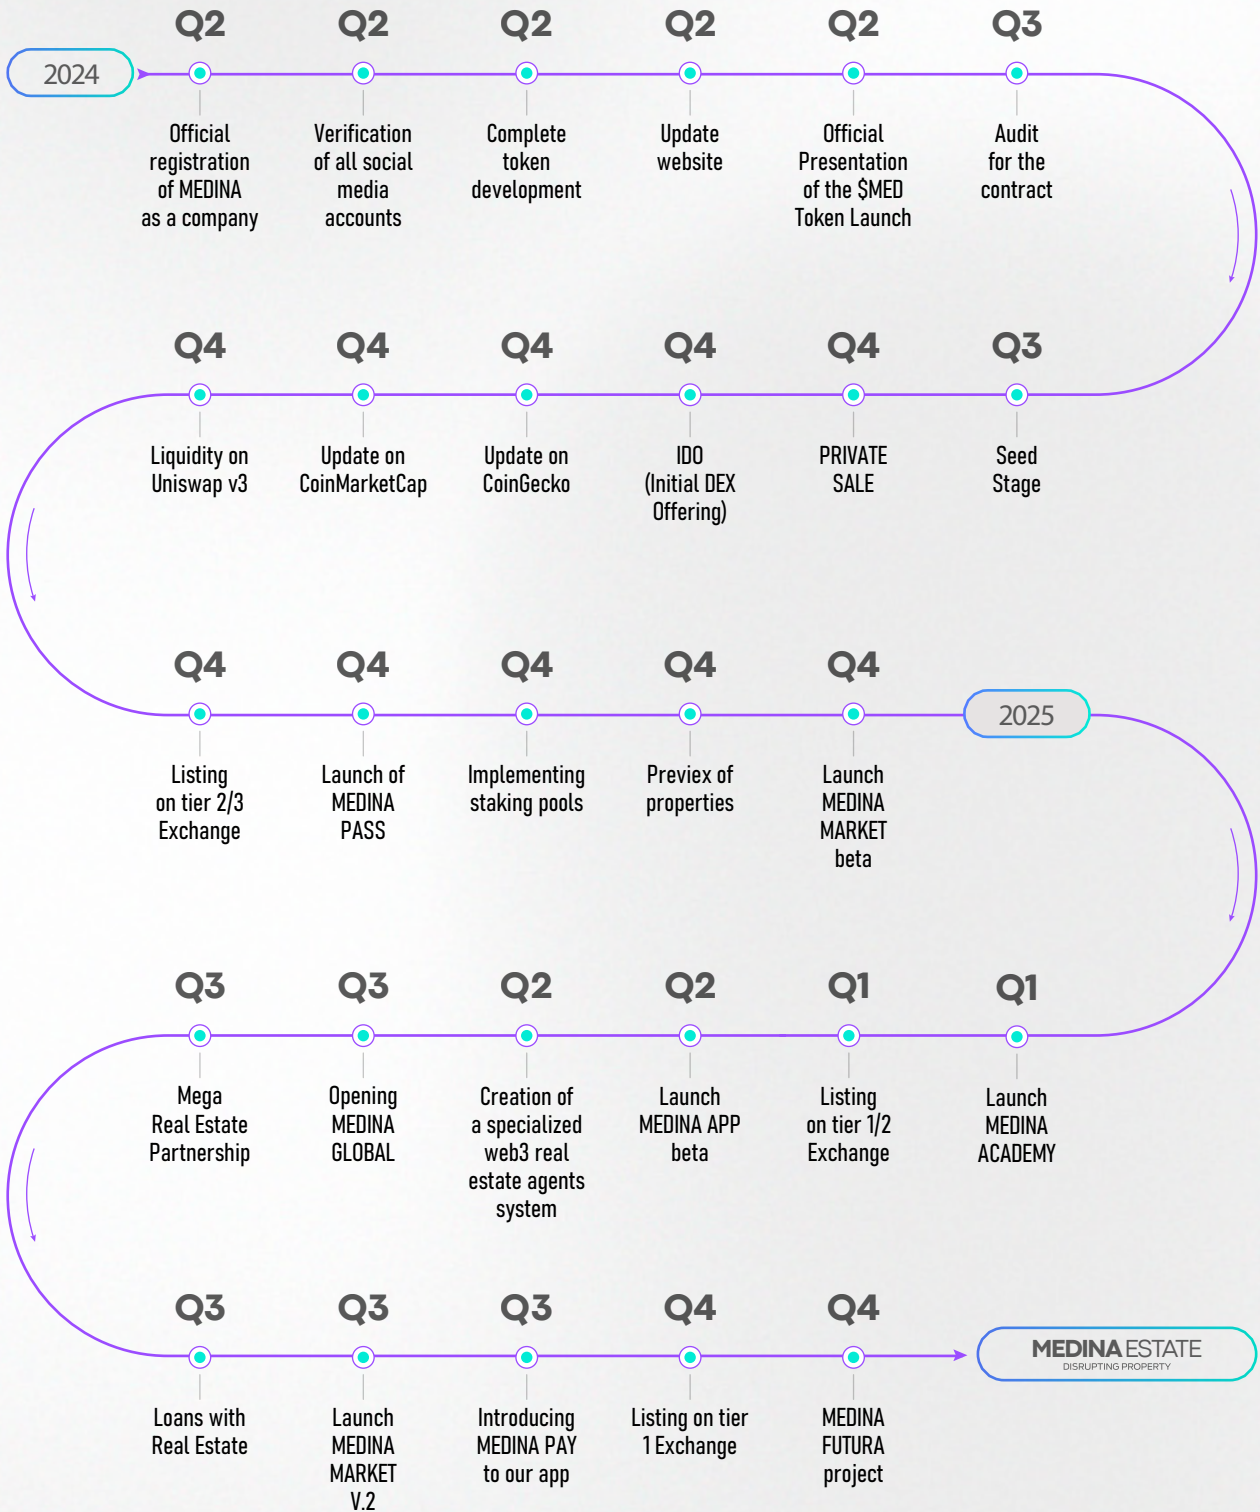 2024
Q2
Official
registration
of MEDINA
as a company
Q2
Verification
of all social
media
accounts
Q2
Complete
token
development
Q2
Update
website
Q2
Official
Presentation
of the $MED
Token Launch
Q3
Audit
for the
contract
Q3
Seed
Stage
Q4
PRIVATE
SALE
Q4
IDO
(Initial DEX
Offering)
Q4
Update on
CoinGecko
Q4
Update on
CoinMarketCap
Q4
Liquidity on
Uniswap v3
Q4
Listing
on tier 2/3
Exchange
Q4
Launch of
MEDINA
PASS
Q4
Implementing
staking pools
Q4
Previex of
properties
Q4
Launch
MEDINA
MARKET
beta
2025
Q1
Launch
MEDINA
ACADEMY
Q1
Listing
on tier 1/2
Exchange
Q2
Launch
MEDINA APP
beta
Q2
Creation of
a specialized
web3 real
estate agents
system
Q3
Opening
MEDINA
GLOBAL
Q3
Mega
Real Estate
Partnership
Q3
Loans with
Real Estate
Q3
Launch
MEDINA
MARKET
V.2
Q3
Introducing
MEDINA PAY
to our app
Q4
Listing on tier
1 Exchange
Q4
MEDINA
FUTURA
project
MEDINA ESTATE
DISRUPTING PROPERTY